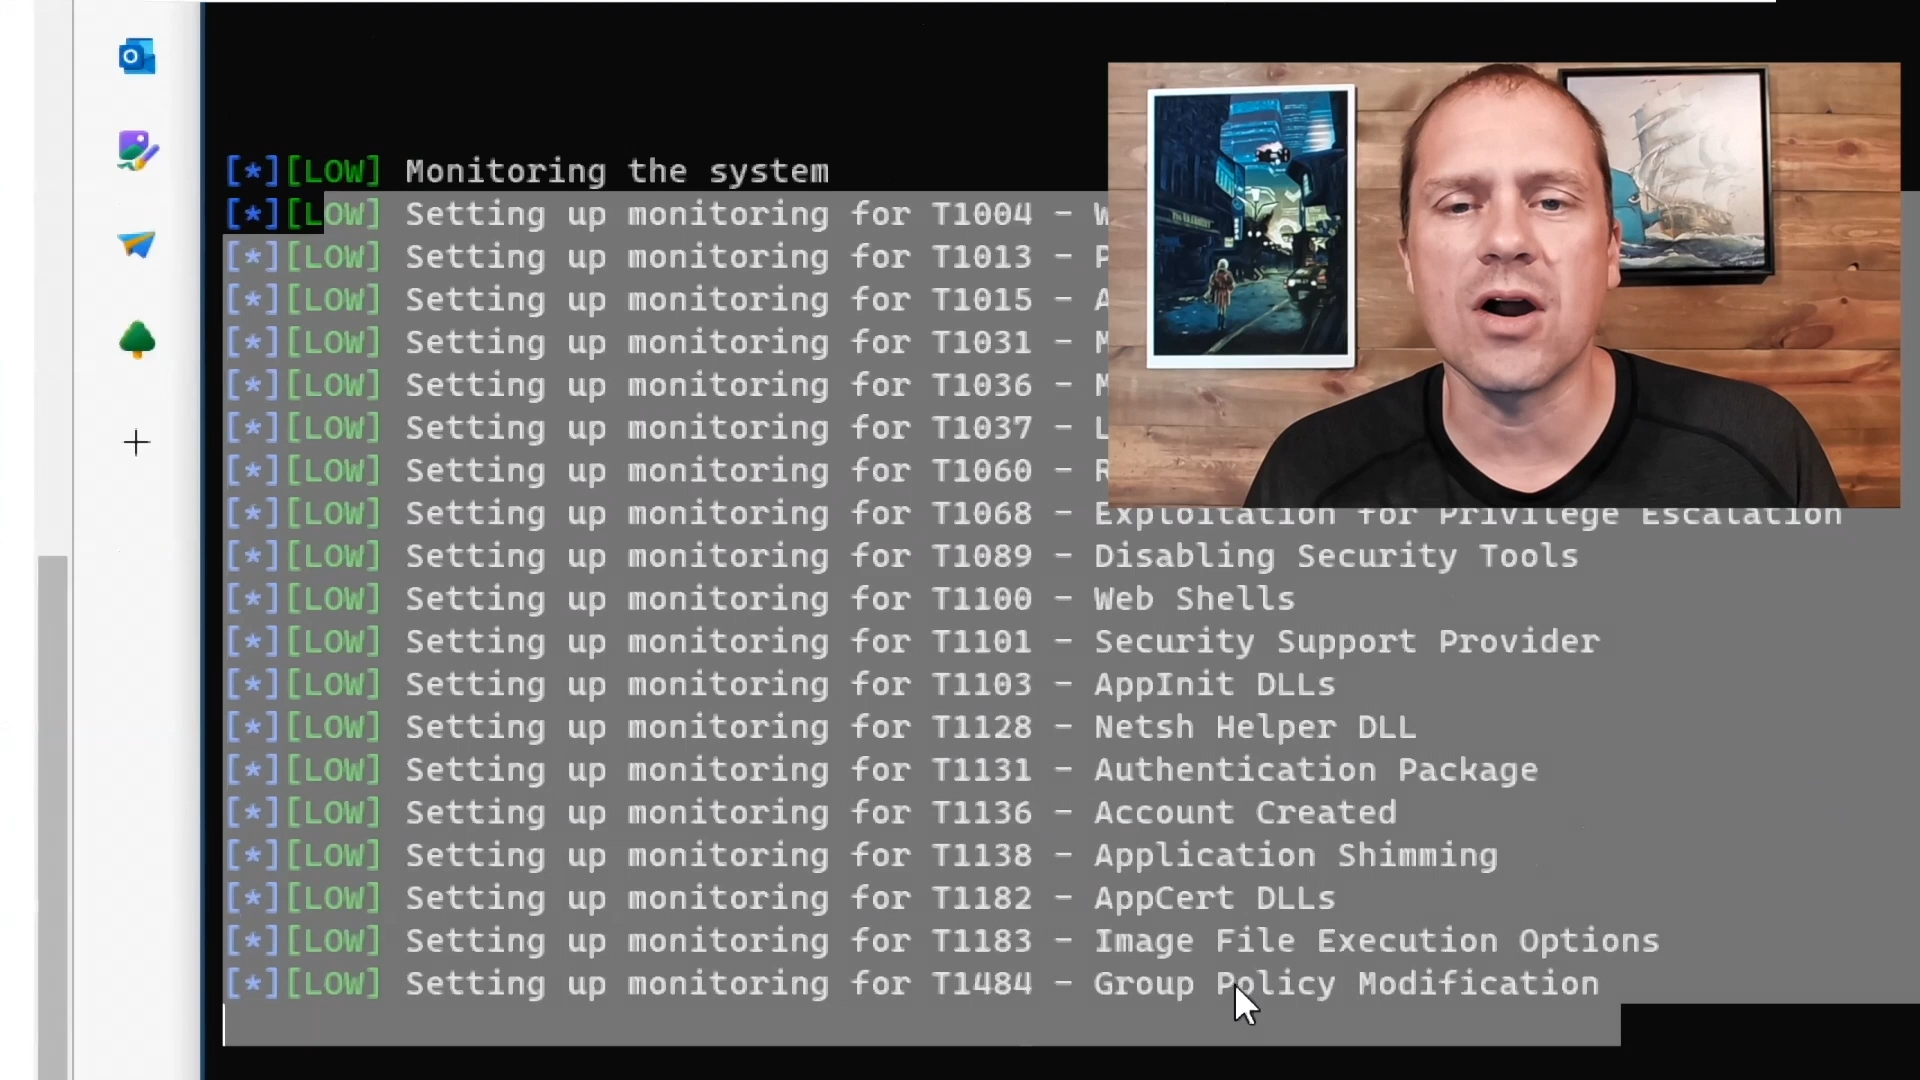 [*][LOW] Monitoring the system
[*][LOW] Setting up monitoring for T1004 - W
[*][LOW] Setting up monitoring for T1013 - P
[*][LOW] Setting up monitoring for T1015 - A
[*][LOW] Setting up monitoring for T1031 - M
[*][LOW] Setting up monitoring for T1036 - M
[*][LOW] Setting up monitoring for T1037 - L
[*][LOW] Setting up monitoring for T1060 - R
[*][LOW] Setting up monitoring for T1068 - Exploitation for Privilege Escalation
[*][LOW] Setting up monitoring for T1089 - Disabling Security Tools
[*][LOW] Setting up monitoring for T1100 - Web Shells
[*][LOW] Setting up monitoring for T1101 - Security Support Provider
[*][LOW] Setting up monitoring for T1103 - AppInit DLLs
[*][LOW] Setting up monitoring for T1128 - Netsh Helper DLL
[*][LOW] Setting up monitoring for T1131 - Authentication Package
[*][LOW] Setting up monitoring for T1136 - Account Created
[*][LOW] Setting up monitoring for T1138 - Application Shimming
[*][LOW] Setting up monitoring for T1182 - AppCert DLLs
[*][LOW] Setting up monitoring for T1183 - Image File Execution Options
[*][LOW] Setting up monitoring for T1484 - Group Policy Modification